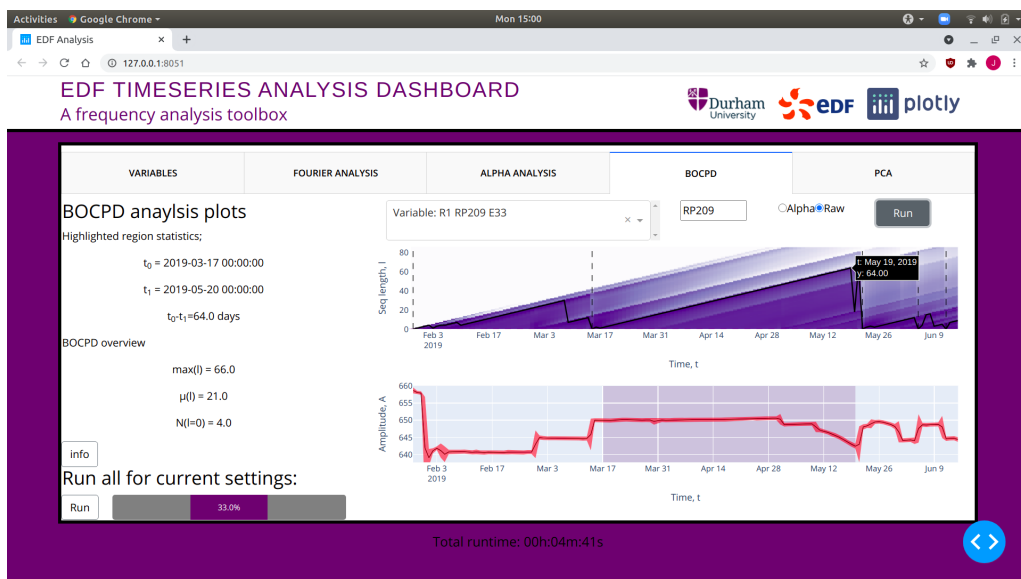 Activities Google Chrome Mon 15:00
EDF Analysis
127.0.0.1:8051
J
EDF TIMESERIES ANALYSIS DASHBOARD
A frequency analysis toolbox
Durham
University
eDF
plotly
VARIABLES FOURIER ANALYSIS ALPHA ANALYSIS BOCPD PCA
BOCPD anaylsis plots
Highlighted region statistics;
t0 = 2019-03-17 00:00:00
t1 = 2019-05-20 00:00:00
t0-t1=64.0 days
BOCPD overview
max(l) = 66.0
μ(l) = 21.0
N(l=0) = 4.0
info
Run all for current settings:
Run 33.0%
Variable: R1 RP209 E33
RP209
Alpha Raw
Run
Seq length, l
80
60
40
20
0
t: May 19, 2019
y: 64.00
Feb 3 Feb 17 Mar 3 Mar 17 Mar 31 Apr 14 Apr 28 May 12 May 26 Jun 9
2019
Time, t
Amplitude, A
660
655
650
645
640
Feb 3 Feb 17 Mar 3 Mar 17 Mar 31 Apr 14 Apr 28 May 12 May 26 Jun 9
2019
Time, t
Total runtime: 00h:04m:41s